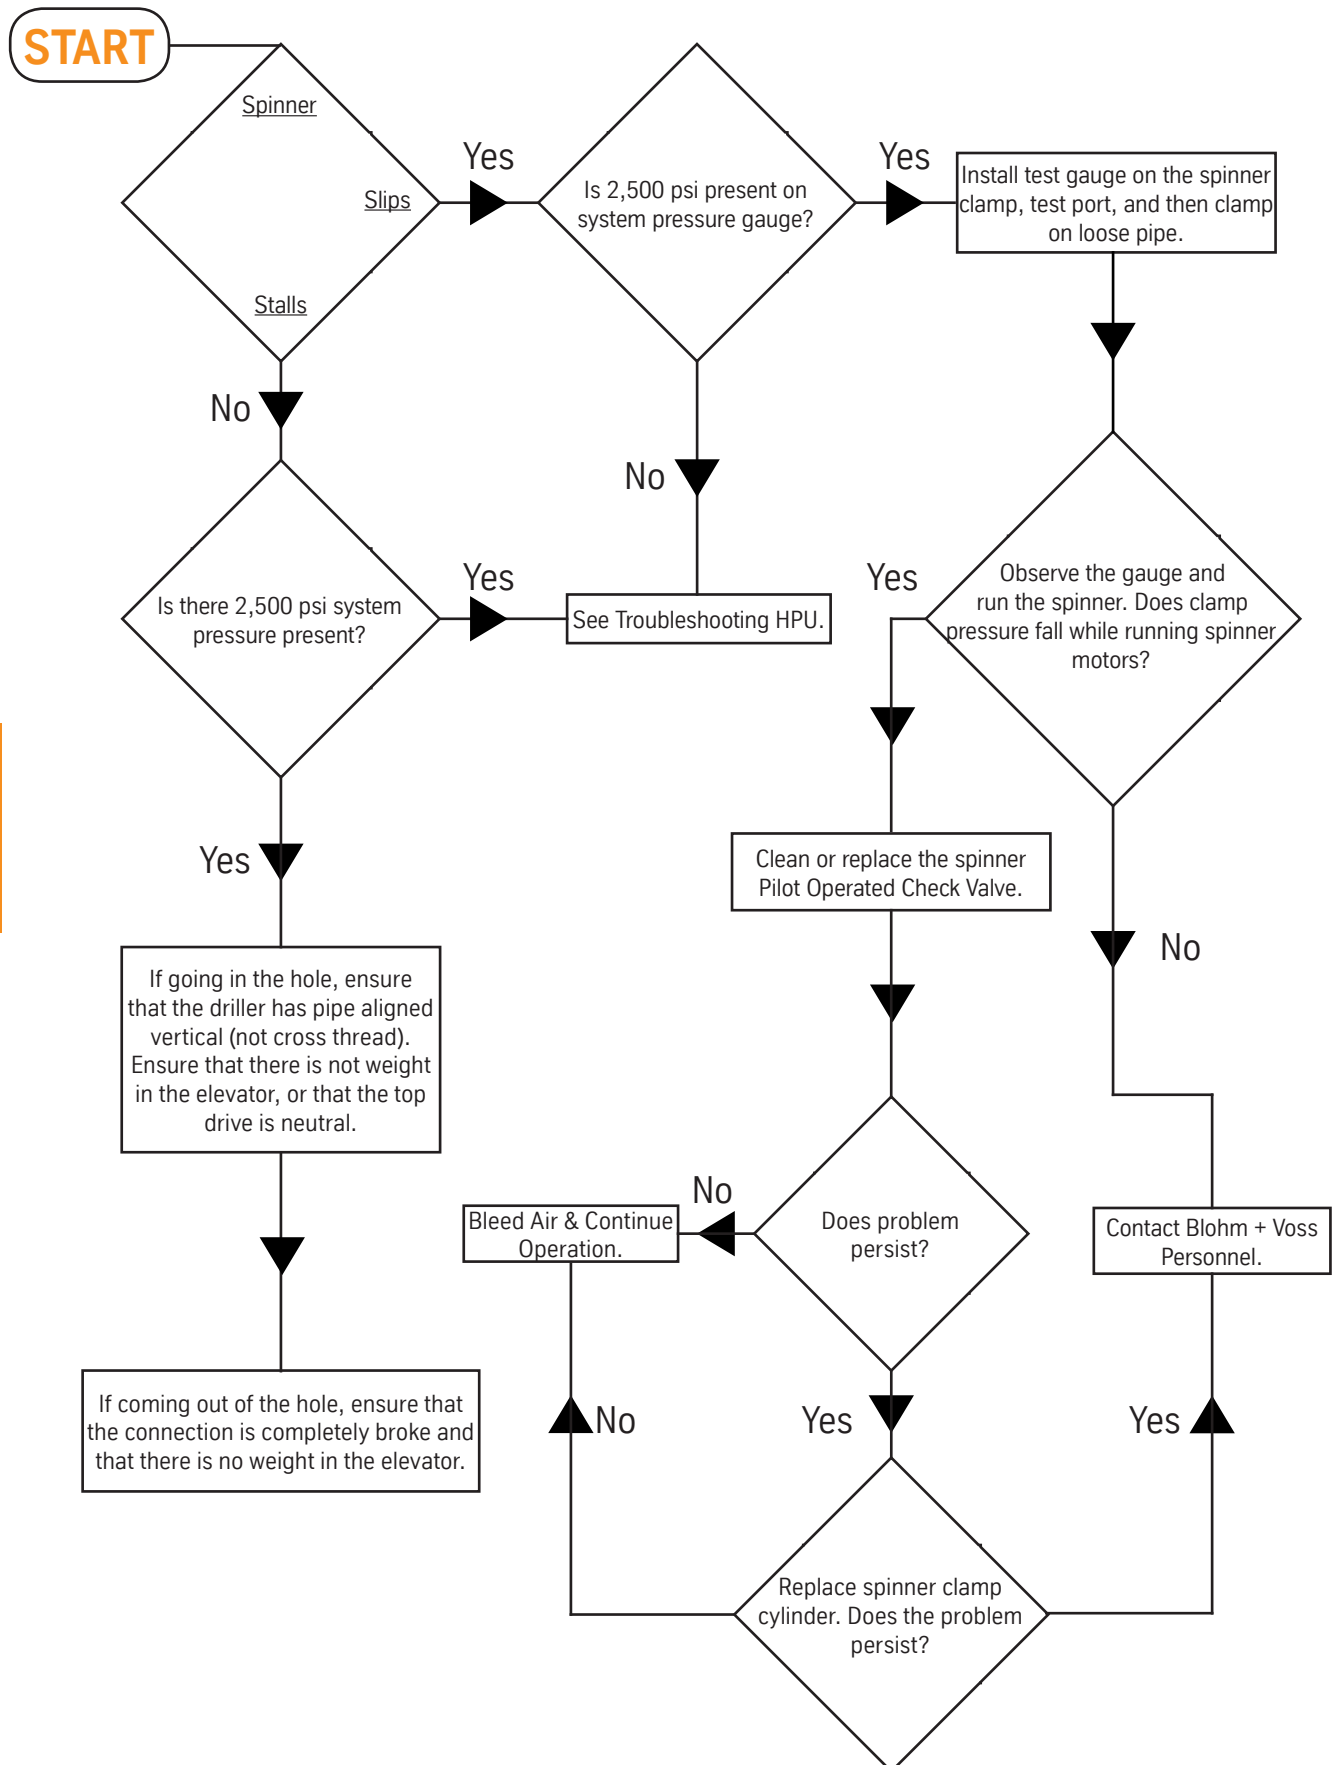 START
Spinner
Slips
Stalls
Yes
Is 2,500 psi present on
system pressure gauge?
Yes
Install test gauge on the spinner
clamp, test port, and then clamp
on loose pipe.
No
No
Is there 2,500 psi system
pressure present?
Yes
See Troubleshooting HPU.
Yes
Observe the gauge and
run the spinner. Does clamp
pressure fall while running spinner
motors?
Yes
Clean or replace the spinner
Pilot Operated Check Valve.
No
If going in the hole, ensure
that the driller has pipe aligned
vertical (not cross thread).
Ensure that there is not weight
in the elevator, or that the top
drive is neutral.
No
Bleed Air & Continue
Operation.
Does problem
persist?
Contact Blohm + Voss
Personnel.
If coming out of the hole, ensure that
the connection is completely broke and
that there is no weight in the elevator.
No
Yes
Yes
Replace spinner clamp
cylinder. Does the problem
persist?